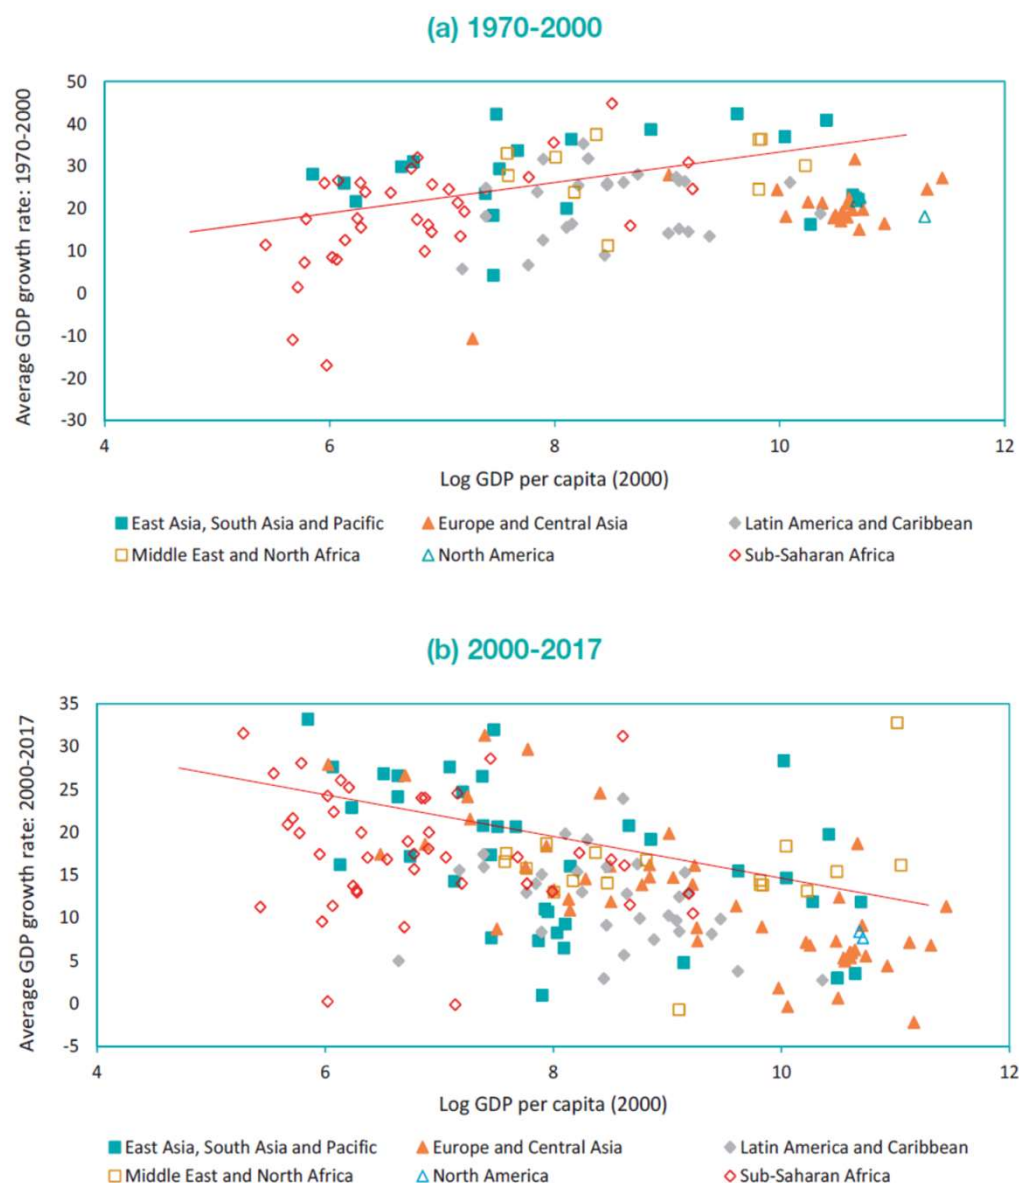 (a) 1970-2000
Average GDP growth rate: 1970-2000
50
40
30
20
10
0
-10
-20
-30
4 6 8 10 12
Log GDP per capita (2000)
East Asia, South Asia and Pacific Europe and Central Asia Latin America and Caribbean
Middle East and North Africa North America Sub-Saharan Africa
(b) 2000-2017
Average GDP growth rate: 2000-2017
35
30
25
20
15
10
5
0
-5
4 6 8 10 12
Log GDP per capita (2000)
East Asia, South Asia and Pacific Europe and Central Asia Latin America and Caribbean
Middle East and North Africa North America Sub-Saharan Africa